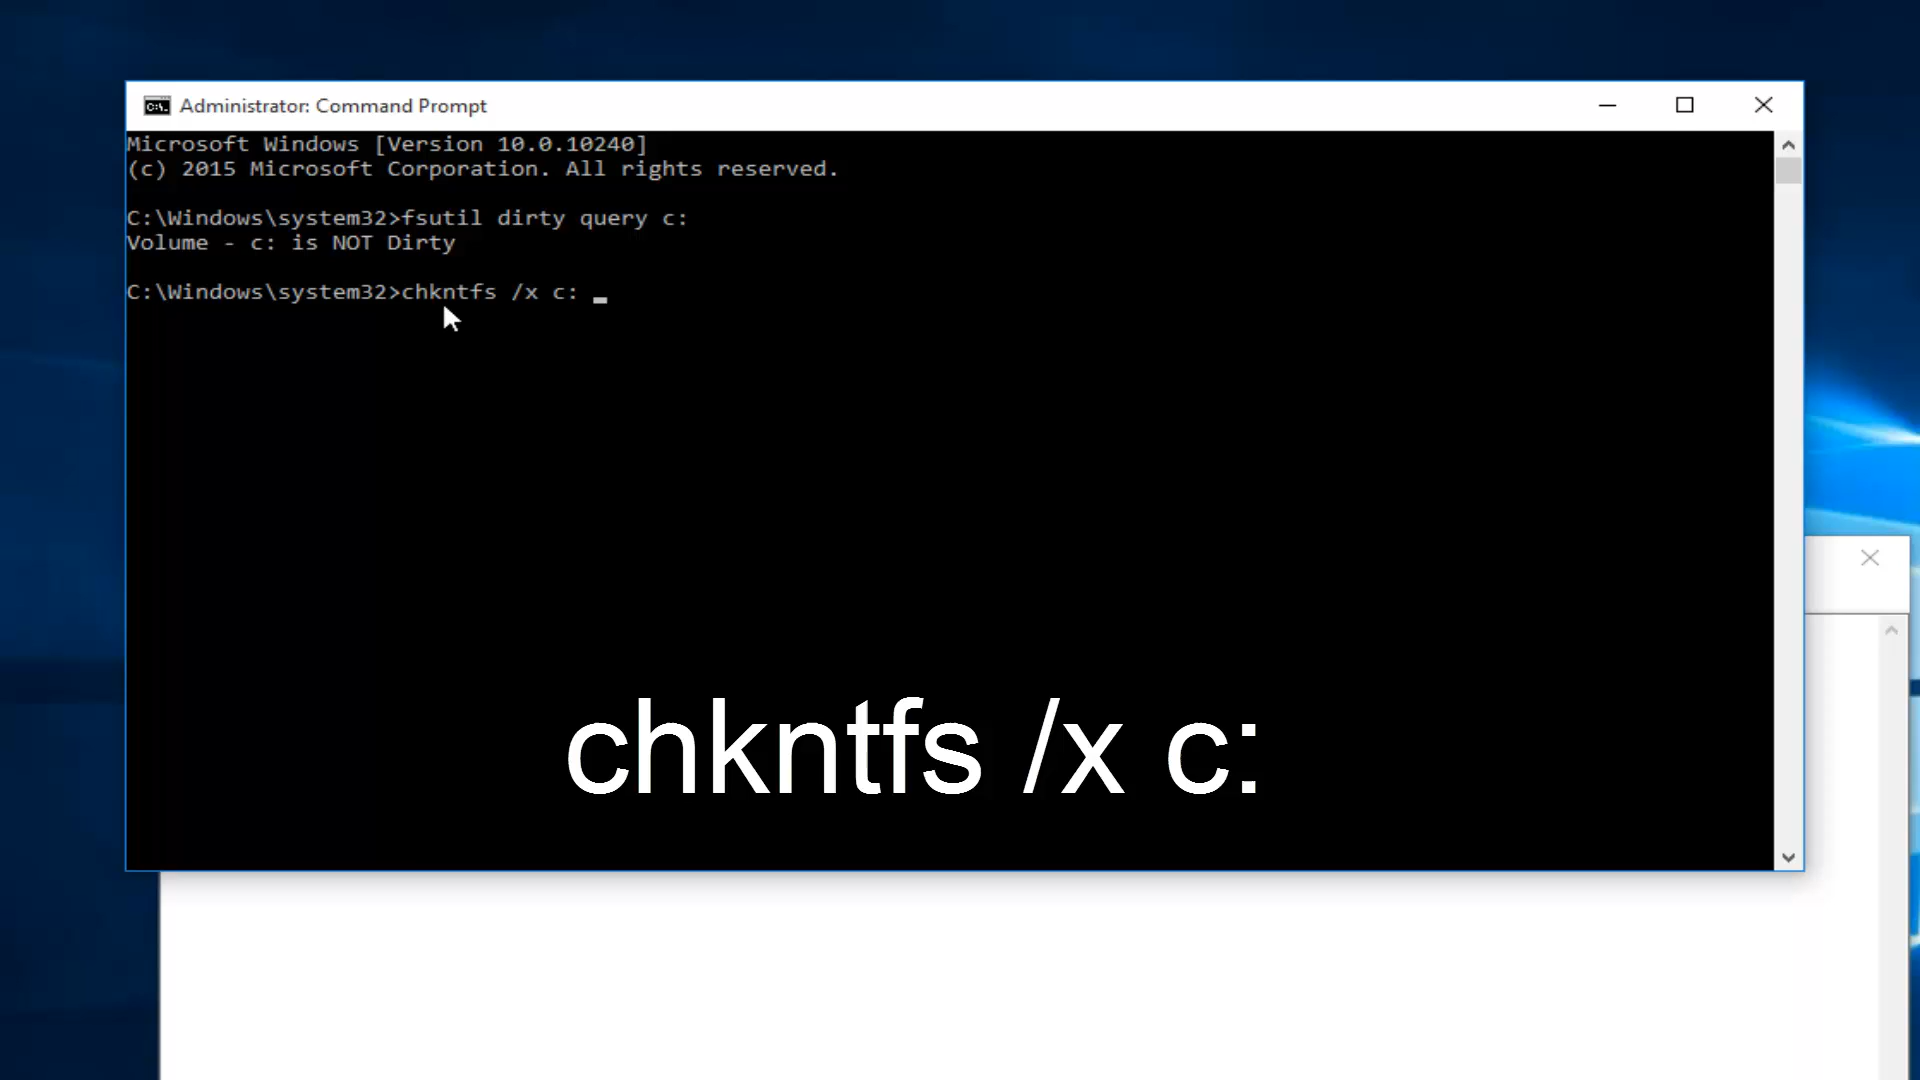 Administrator: Command Prompt
Microsoft Windows [Version 10.0.10240]
(c) 2015 Microsoft Corporation. All rights reserved.
C:\Windows\system32>fsutil dirty query c:
Volume - c: is NOT Dirty
C:\Windows\system32>chkntfs /x c: _
chkntfs /x c: